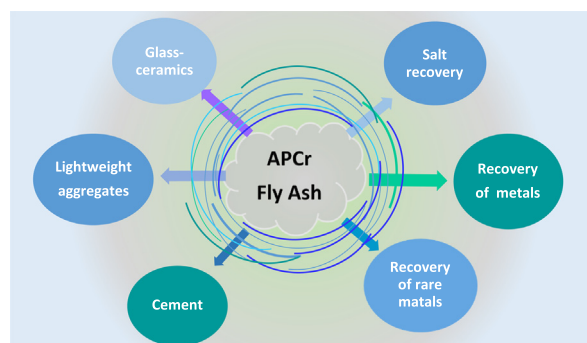 Glass-
ceramics
Salt
recovery
Lightweight
aggregates
APCr
Fly Ash
Recovery
of metals
Cement
Recovery
of rare
matals